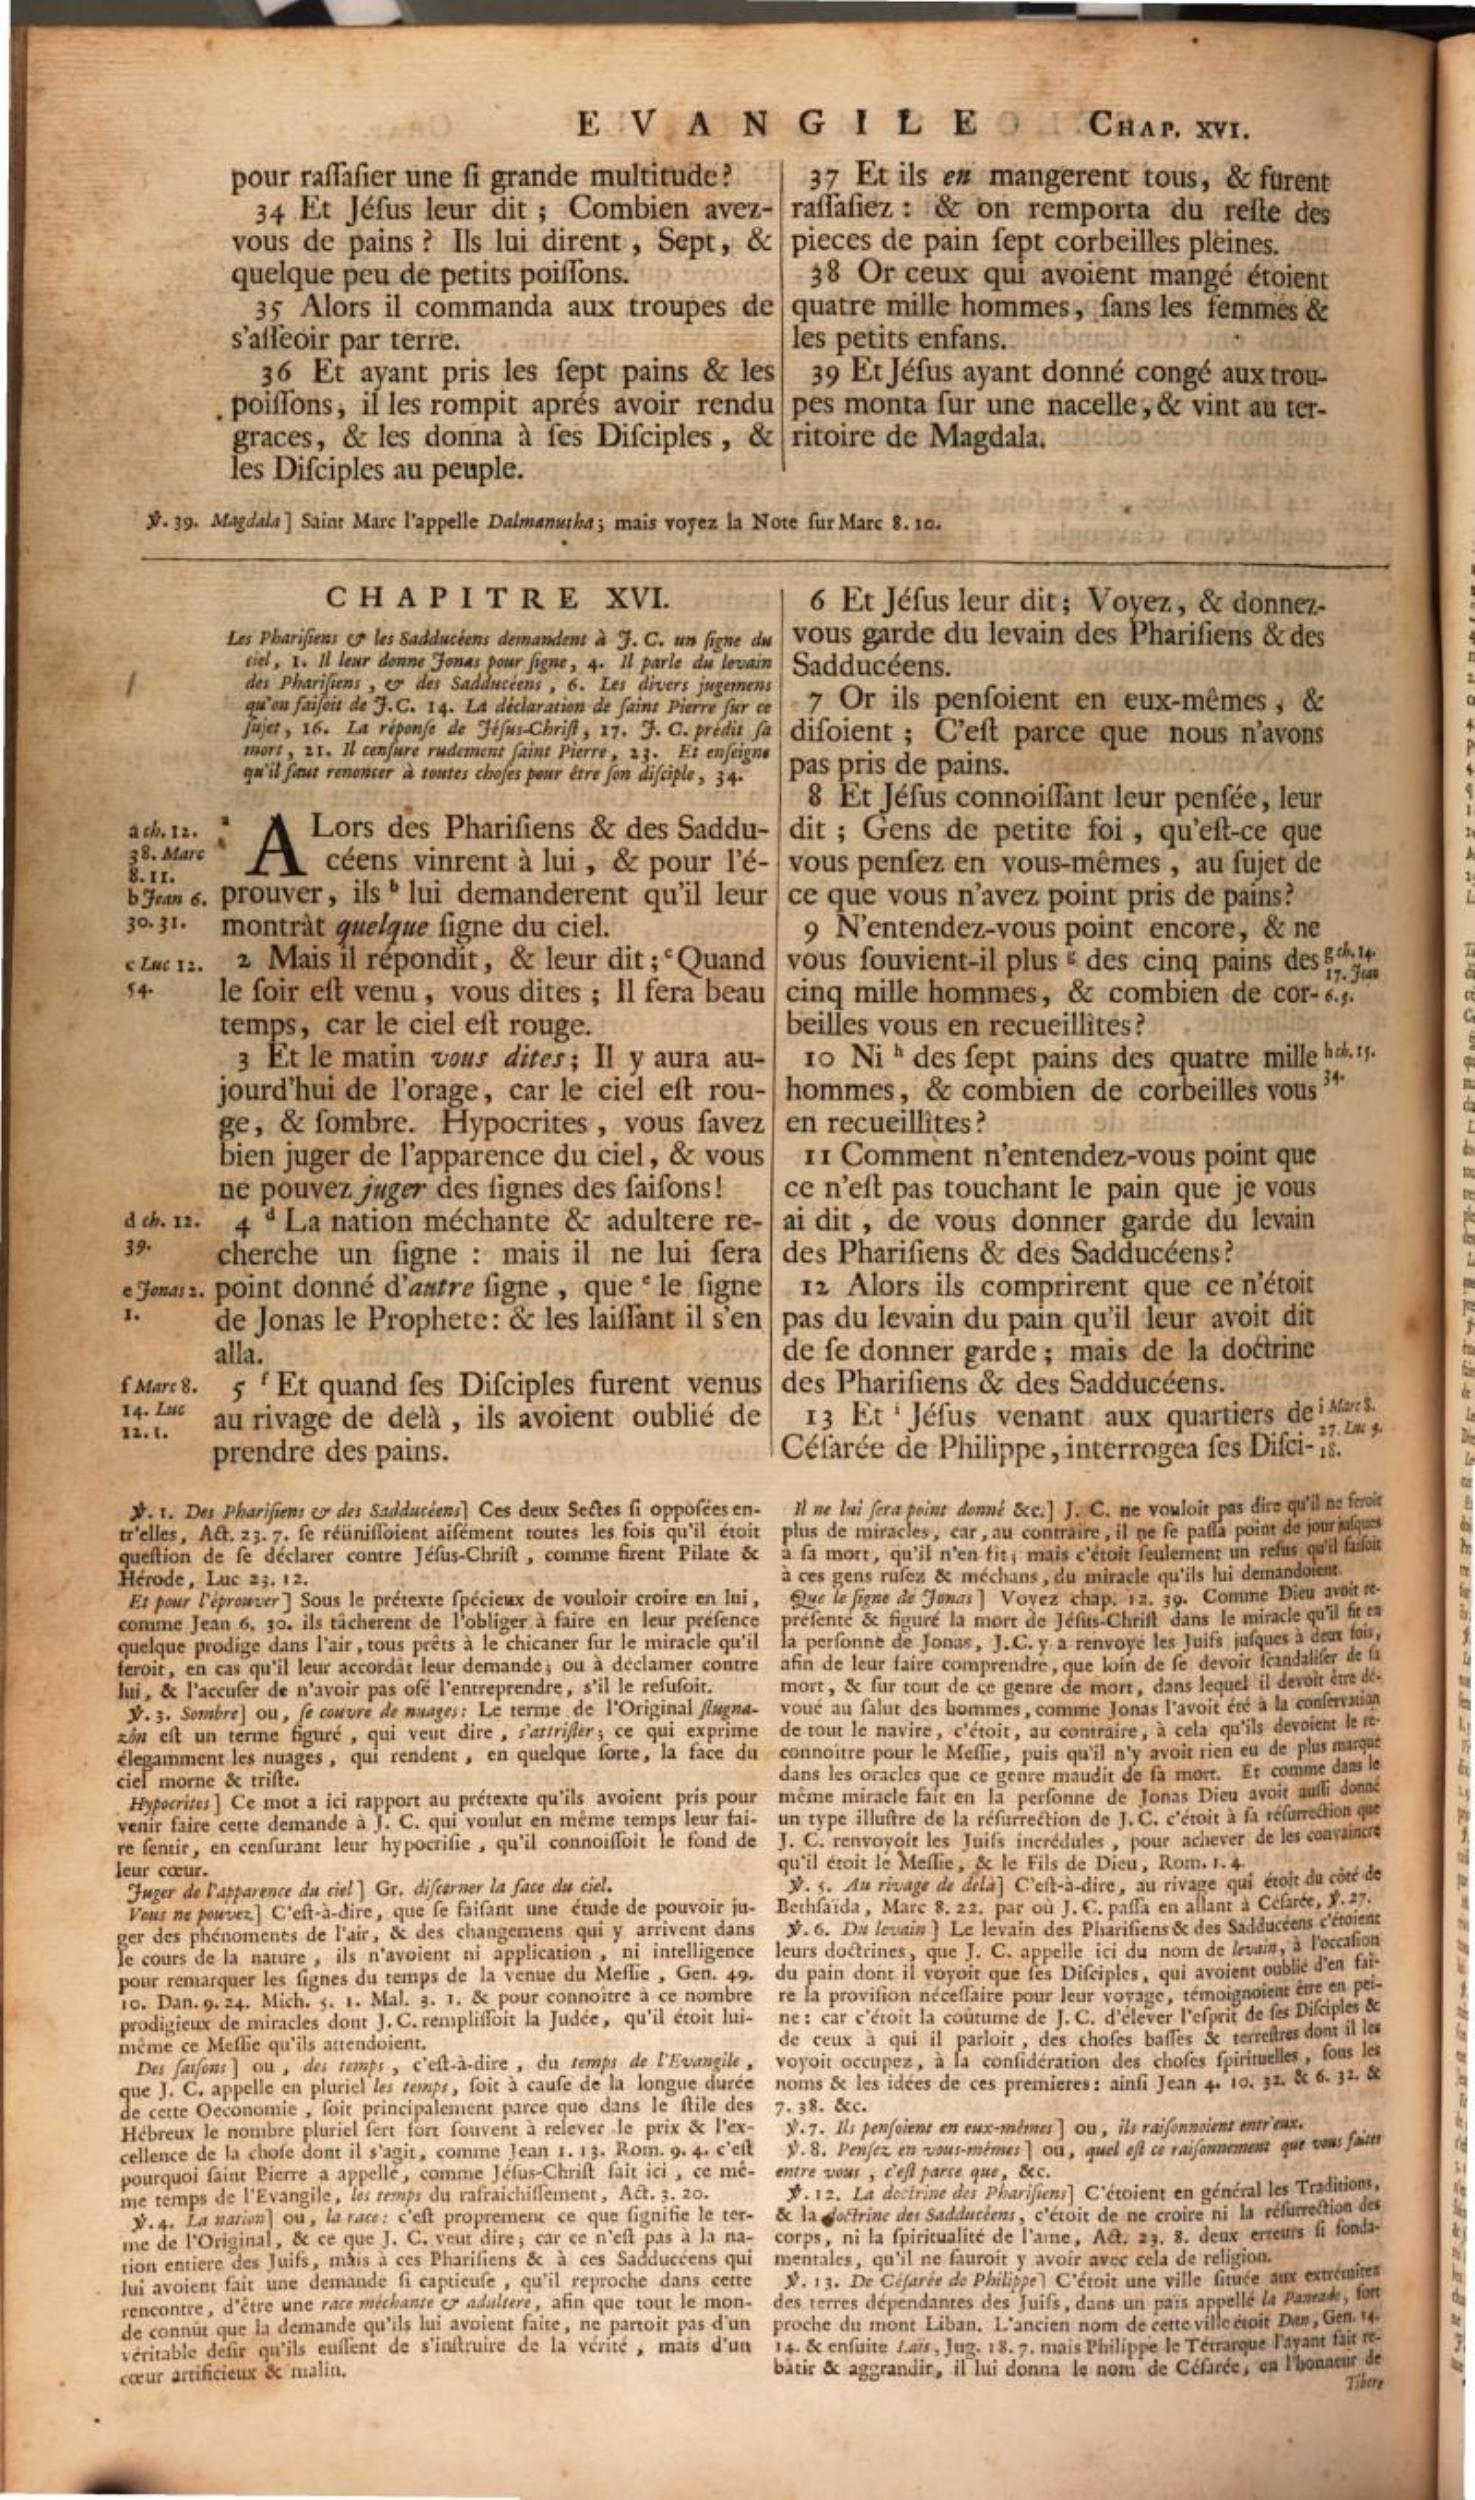 EVANGILE CHAP. XVI.
pour raſſaſier une ſi grande multitude?
34 Et Jéſus leur dit ; Combien avez-
vous de pains ? Ils lui dirent , Sept, &
quelque peu de petits poiſſons.
35 Alors il commanda aux troupes de
s'aſſeoir par terre.
36 Et ayant pris les ſept pains & les
poiſſons, il les rompit aprés avoir rendu
graces, & les donna à ſes Diſciples , &
les Diſciples au peuple.
37 Et ils en mangerent tous, & furent
raſſaſiez : & on remporta du reſte des
pieces de pain ſept corbeilles pleines.
38 Or ceux qui avoient mangé étoient
quatre mille hommes, ſans les femmes &
les petits enfans.
39 Et Jéſus ayant donné congé aux trou-
pes monta ſur une nacelle, & vint au ter-
ritoire de Magdala.
℣. 39. Magdala ] Saint Marc l'appelle Dalmanutha; mais voyez la Note ſur Marc 8. 10.
CHAPITRE XVI.
Les Phariſiens & les Sadducéens demandent à J. C. un ſigne du
ciel, 1. Il leur donne Jonas pour ſigne, 4. Il parle du levain
des Phariſiens , & des Sadducéens , 6. Les divers jugemens
qu'on faiſoit de J.C. 14. La déclaration de ſaint Pierre ſur ce
ſujet, 16. La réponſe de Jéſus-Chriſt, 17. J. C. prédit ſa
mort, 21. Il cenſure rudement ſaint Pierre, 23. Et enſeigne
qu'il faut renoncer à toutes choſes pour être ſon diſciple, 34.
a ch. 12.
38. Marc
8. 11.
b Jean 6.
30. 31.
c Luc 12.
54.
d ch. 12.
39.
e Jonas 2.
1.
f Marc 8.
14. Luc
12. 1.
a ALors des Phariſiens & des Saddu-
céens vinrent à lui , & pour l'é-
prouver, ils b lui demanderent qu'il leur
montrât quelque ſigne du ciel.
2 Mais il répondit, & leur dit ; c Quand
le ſoir eſt venu , vous dites ; Il fera beau
temps, car le ciel eſt rouge.
3 Et le matin vous dites; Il y aura au-
jourd'hui de l'orage, car le ciel eſt rou-
ge, & ſombre. Hypocrites , vous ſavez
bien juger de l'apparence du ciel, & vous
ne pouvez juger des ſignes des ſaiſons!
4 d La nation méchante & adultere re-
cherche un ſigne : mais il ne lui ſera
point donné d'autre ſigne , que e le ſigne
de Jonas le Prophete: & les laiſſant il s'en
alla.
5 f Et quand ſes Diſciples furent venus
au rivage de delà , ils avoient oublié de
prendre des pains.
6 Et Jéſus leur dit; Voyez, & donnez-
vous garde du levain des Phariſiens & des
Sadducéens.
7 Or ils penſoient en eux-mêmes , &
diſoient ; C'eſt parce que nous n'avons
pas pris de pains.
8 Et Jéſus connoiſſant leur penſée, leur
dit ; Gens de petite foi , qu'eſt-ce que
vous penſez en vous-mêmes , au ſujet de
ce que vous n'avez point pris de pains?
9 N'entendez-vous point encore, & ne
vous ſouvient-il plus g des cinq pains des
cinq mille hommes, & combien de cor-
beilles vous en recueillites?
10 Ni h des ſept pains des quatre mille
hommes, & combien de corbeilles vous
en recueillîtes?
11 Comment n'entendez-vous point que
ce n'eſt pas touchant le pain que je vous
ai dit , de vous donner garde du levain
des Phariſiens & des Sadducéens?
12 Alors ils comprirent que ce n'étoit
pas du levain du pain qu'il leur avoit dit
de ſe donner garde ; mais de la doctrine
des Phariſiens & des Sadducéens.
13 Et i Jéſus venant aux quartiers de
Céſarée de Philippe, interrogea ſes Diſci-
g ch. 14.
17. Jean
6. 9.
h ch. 15.
34.
i Marc 8.
27. Luc 9.
18.
℣. 1. Des Phariſiens & des Sadducéens] Ces deux Sectes ſi oppoſées en-
tr'elles, Act. 23. 7. ſe réüniſſoient aiſément toutes les fois qu'il étoit
queſtion de ſe déclarer contre Jéſus-Chriſt , comme firent Pilate &
Hérode, Luc 23. 12.
Et pour l'éprouver ] Sous le prétexte ſpécieux de vouloir croire en lui,
comme Jean 6. 30. ils tâcherent de l'obliger à faire en leur préſence
quelque prodige dans l'air, tous prêts à le chicaner ſur le miracle qu'il
feroit, en cas qu'il leur accordât leur demande; ou à déclamer contre
lui, & l'accuſer de n'avoir pas oſé l'entreprendre, s'il le refuſoit.
℣. 3. Sombre] ou, ſe couvre de nuages: Le terme de l'Original ſtugna-
zôn eſt un terme figuré , qui veut dire , s'attriſter; ce qui exprime
élegamment les nuages, qui rendent , en quelque ſorte, la face du
ciel morne & triſte.
Hypocrites ] Ce mot a ici rapport au prétexte qu'ils avoient pris pour
venir faire cette demande à J. C. qui voulut en même temps leur fai-
re ſentir, en cenſurant leur hypocriſie , qu'il connoiſſoit le fond de
leur cœur.
Juger de l'apparence du ciel ] Gr. diſcerner la face du ciel.
Vous ne pouvez] C'eſt-à-dire, que ſe faiſant une étude de pouvoir ju-
ger des phénomenes de l'air, & des changemens qui y arrivent dans
le cours de la nature , ils n'avoient ni application , ni intelligence
pour remarquer les ſignes du temps de la venue du Meſſie , Gen. 49.
10. Dan. 9. 24. Mich. 5. 1. Mal. 3. 1. & pour connoître à ce nombre
prodigieux de miracles dont J. C. rempliſſoit la Judée, qu'il étoit lui-
même ce Meſſie qu'ils attendoient.
Des ſaiſons ] ou , des temps , c'eſt-à-dire , du temps de l'Evangile ,
que J. C. appelle en pluriel les temps, ſoit à cauſe de la longue durée
de cette Oeconomie , ſoit principalement parce que dans le ſtile des
Hébreux le nombre pluriel ſert fort ſouvent à relever le prix & l'ex-
cellence de la choſe dont il s'agit, comme Jean 1. 13. Rom. 9. 4. c'eſt
pourquoi ſaint Pierre a appellé, comme Jéſus-Chriſt fait ici , ce mê-
me temps de l'Evangile, les temps du rafraichiſſement, Act. 3. 20.
℣. 4. La nation] ou, la race: c'eſt proprement ce que ſignifie le ter-
me de l'Original, & ce que J. C. veut dire; car ce n'eſt pas à la na-
tion entiere des Juifs, mais à ces Phariſiens & à ces Sadducéens qui
lui avoient fait une demande ſi captieuſe , qu'il reproche dans cette
rencontre, d'être une race méchante & adultere, afin que tout le mon-
de connût que la demande qu'ils lui avoient faite, ne partoit pas d'un
véritable deſir qu'ils euſſent de s'inſtruire de la vérité , mais d'un
cœur artificieux & malin.
Il ne lui ſera point donné &c.] J. C. ne vouloit pas dire qu'il ne feroit
plus de miracles, car, au contraire, il ne ſe paſſa point de jour juſques
à ſa mort, qu'il n'en fit; mais c'étoit ſeulement un refus qu'il faiſoit
à ces gens ruſez & méchans, du miracle qu'ils lui demandoient.
Que le ſigne de Jonas ] Voyez chap. 12. 39. Comme Dieu avoit re-
préſenté & figuré la mort de Jéſus-Chriſt dans le miracle qu'il fit en
la perſonne de Jonas, J.C. y a renvoyé les Juifs juſques à deux fois,
afin de leur faire comprendre, que loin de ſe devoir ſcandaliſer de ſa
mort, & ſur tout de ce genre de mort, dans lequel il devoit être dé-
voué au ſalut des hommes, comme Jonas l'avoit été à la conſervation
de tout le navire, c'étoit, au contraire, à cela qu'ils devoient le re-
connoitre pour le Meſſie, puis qu'il n'y avoit rien eu de plus marqué
dans les oracles que ce genre maudit de ſa mort. Et comme dans le
même miracle fait en la perſonne de Jonas Dieu avoit auſſi donné
un type illuſtre de la réſurrection de J. C. c'étoit à ſa réſurrection que
J. C. renvoyoit les Juifs incrédules , pour achever de les convaincre
qu'il étoit le Meſſie, & le Fils de Dieu, Rom. 1. 4.
℣. 5. Au rivage de delà] C'eſt-à-dire, au rivage qui étoit du côté de
Bethſaïda, Marc 8. 22. par où J. C. paſſa en allant à Céſarée, ℣. 27.
℣. 6. Du levain ] Le levain des Phariſiens & des Sadducéens c'étoient
leurs doctrines, que J. C. appelle ici du nom de levain, à l'occaſion
du pain dont il voyoit que ſes Diſciples, qui avoient oublié d'en fai-
re la proviſion néceſſaire pour leur voyage, témoignoient être en pei-
ne: car c'étoit la coûtume de J. C. d'élever l'eſprit de ſes Diſciples &
de ceux à qui il parloit , des choſes baſſes & terreſtres dont il les
voyoit occupez, à la conſidération des choſes ſpirituelles, ſous les
noms & les idées de ces premieres: ainſi Jean 4. 10. 32. & 6. 32. &
7. 38. &c.
℣. 7. Ils penſoient en eux-mêmes ] ou, ils raiſonnoient entr'eux.
℣. 8. Penſez en vous-mêmes ] ou, quel eſt ce raiſonnement que vous faites
entre vous , c'eſt parce que, &c.
℣. 12. La doctrine des Phariſiens] C'étoient en général les Traditions,
& la doctrine des Sadducéens, c'étoit de ne croire ni la réſurrection des
corps, ni la ſpiritualité de l'ame, Act. 23. 8. deux erreurs ſi fonda-
mentales, qu'il ne ſauroit y avoir avec cela de religion.
℣. 13. De Céſarée de Philippe] C'étoit une ville ſituée aux extrémitez
des terres dépendantes des Juifs, dans un païs appellé la Paneade, fort
proche du mont Liban. L'ancien nom de cette ville étoit Dan, Gen. 14.
14. & enſuite Laïs, Jug. 18. 7. mais Philippe le Tétrarque l'ayant fait re-
bâtir & aggrandir, il lui donna le nom de Céſarée, en l'honneur de
Tibere